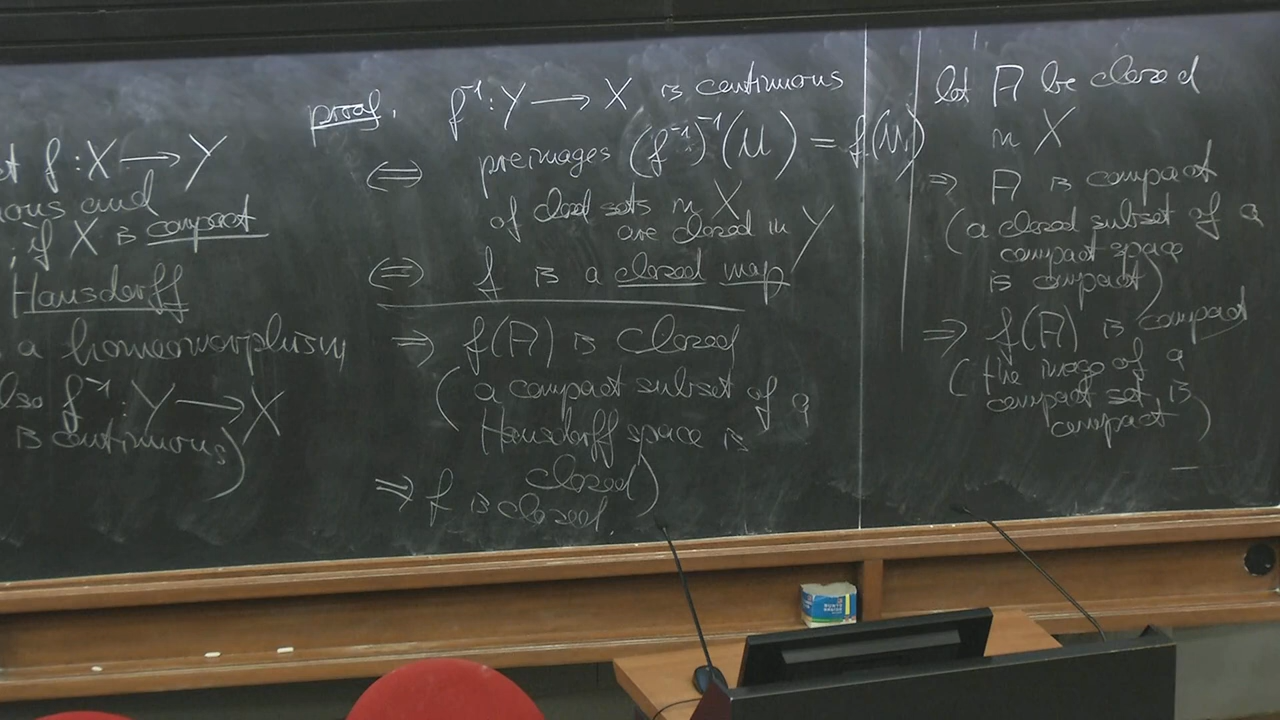 f : X → Y
and
; if X is compact
Hausdorff
a homeomorphism
f⁻¹ : Y → X
is continuous)
proof. f⁻¹ : Y → X is continuous
⇔ preimages (f⁻¹)⁻¹(U) = f(U)
of closed sets in X
are closed in Y
⇔ f is a closed map
⇒ f(A) is closed
(a compact subset of a
Hausdorff space is
closed)
⇒ f is closed
let A be closed
in X
⇒ A is compact
(a closed subset of a
compact space
is compact)
⇒ f(A) is compact
(the image of a
compact set is
compact)